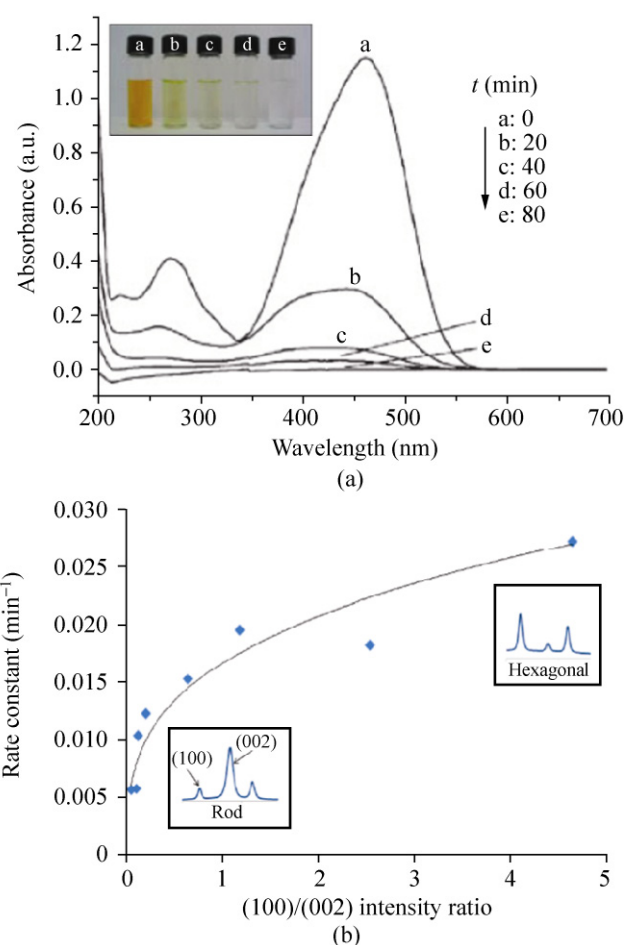 a b c d e
1.2
1.0
0.8
0.6
0.4
0.2
0.0
Absorbance (a.u.)
a
b
c
d
e
t (min)
a: 0
b: 20
c: 40
d: 60
e: 80
200 300 400 500 600 700
Wavelength (nm)
(a)
0.030
0.025
0.020
0.015
0.010
0.005
0
Rate constant (min⁻¹)
Hexagonal
(100)
(002)
Rod
0 1 2 3 4 5
(100)/(002) intensity ratio
(b)